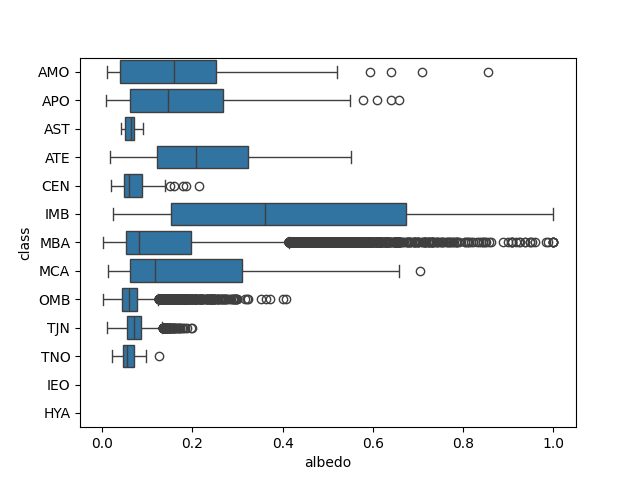 AMO
APO
AST
ATE
CEN
IMB
MBA
MCA
OMB
TJN
TNO
IEO
HYA
class
0.0 0.2 0.4 0.6 0.8 1.0
albedo